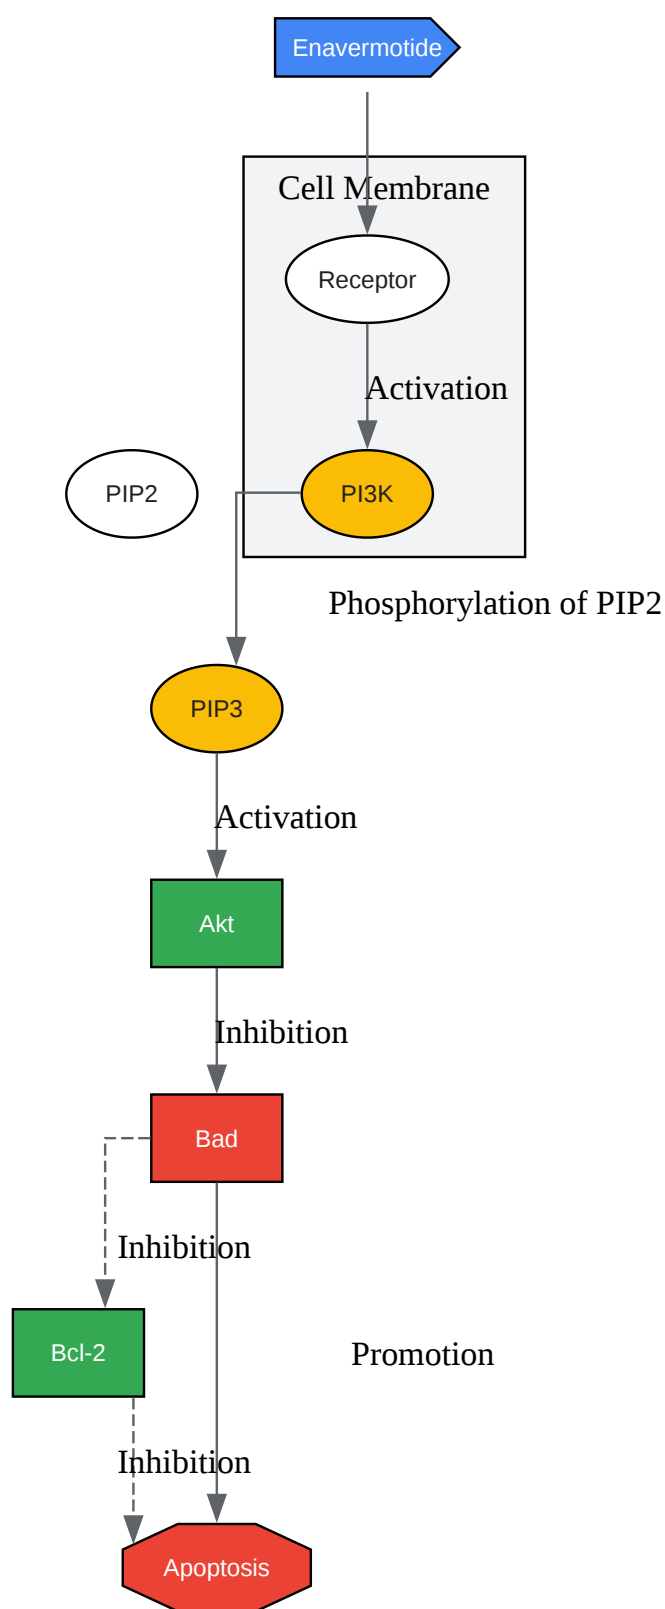 Enavermotide
Cell Membrane
Receptor
Activation
PIP2
PI3K
Phosphorylation of PIP2
PIP3
Activation
Akt
Inhibition
Bad
Inhibition
Bcl-2
Promotion
Inhibition
Apoptosis